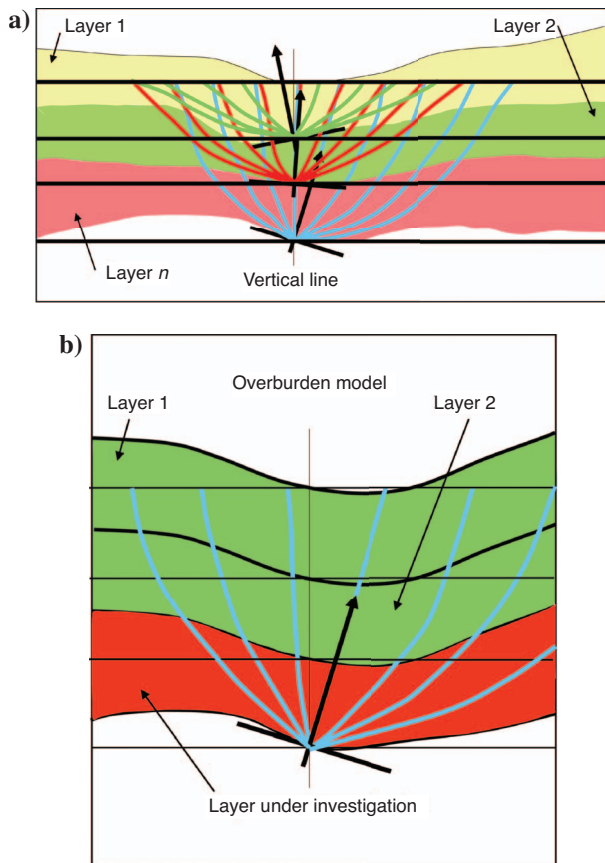 a)
Layer 1
Layer 2
Layer n
Vertical line
b)
Overburden model
Layer 1
Layer 2
Layer under investigation